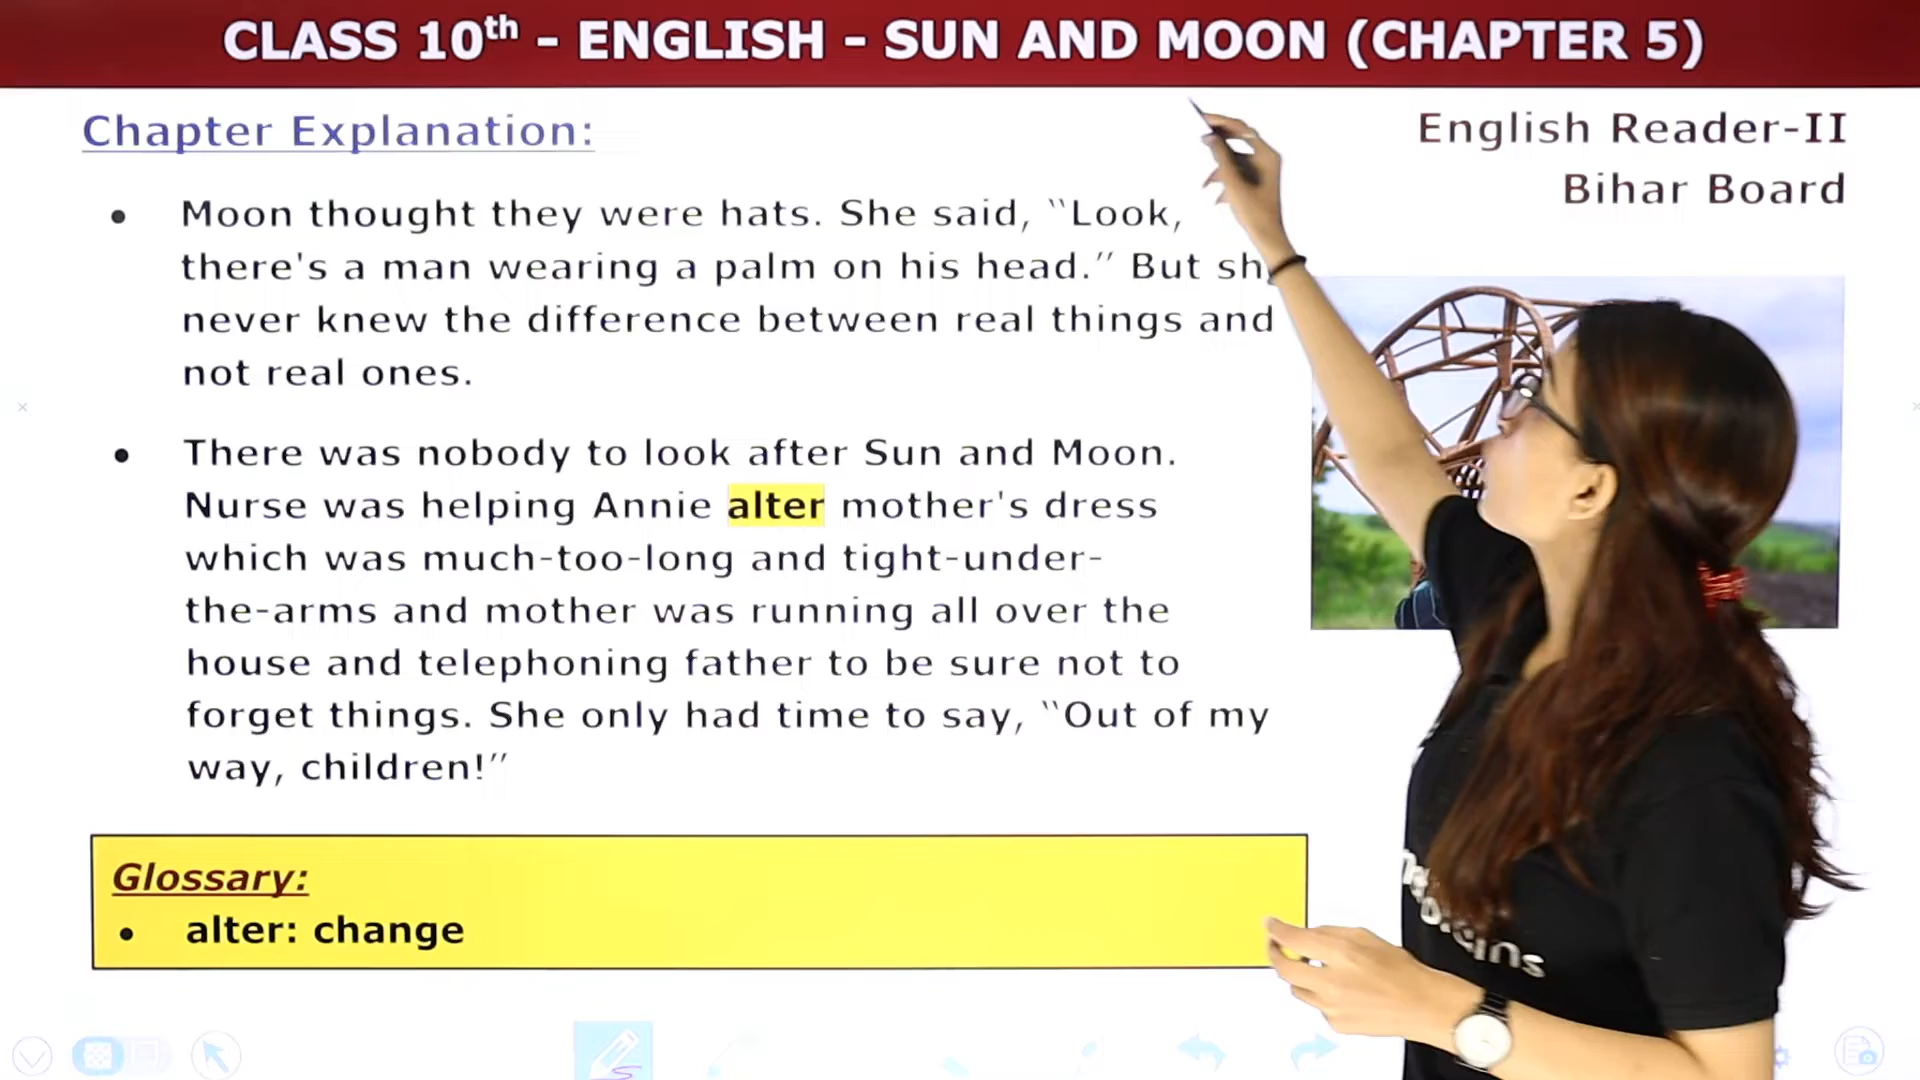 CLASS 10th - ENGLISH - SUN AND MOON (CHAPTER 5)
Chapter Explanation:
English Reader-II
Bihar Board
• Moon thought they were hats. She said, “Look,
there's a man wearing a palm on his head.” But
never knew the difference between real things and
not real ones.
• There was nobody to look after Sun and Moon.
Nurse was helping Annie alter mother's dress
which was much-too-long and tight-under-
the-arms and mother was running all over the
house and telephoning father to be sure not to
forget things. She only had time to say, “Out of my
way, children!”
Glossary:
• alter: change